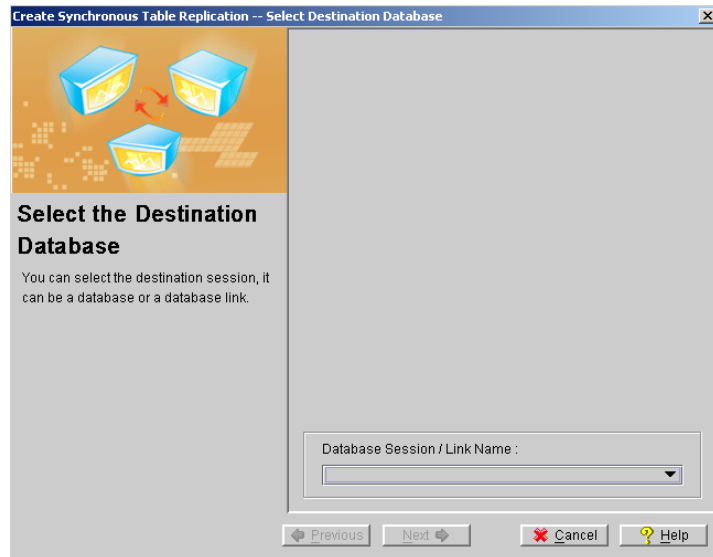 Create Synchronous Table Replication -- Select Destination Database
Select the Destination
Database
You can select the destination session, it
can be a database or a database link.
Database Session / Link Name :
Previous
Next
Cancel
Help